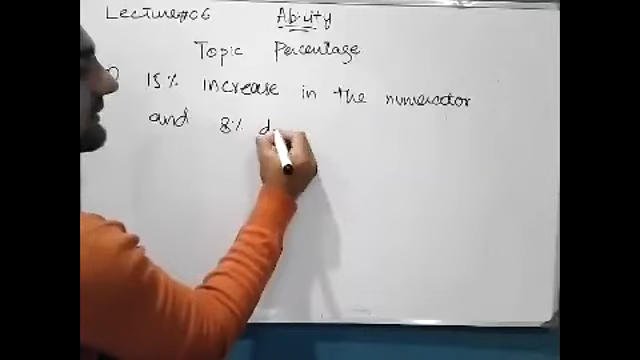 Lecture#06 Ability
Topic Percentage
15% increase in the numerator
and 8% d